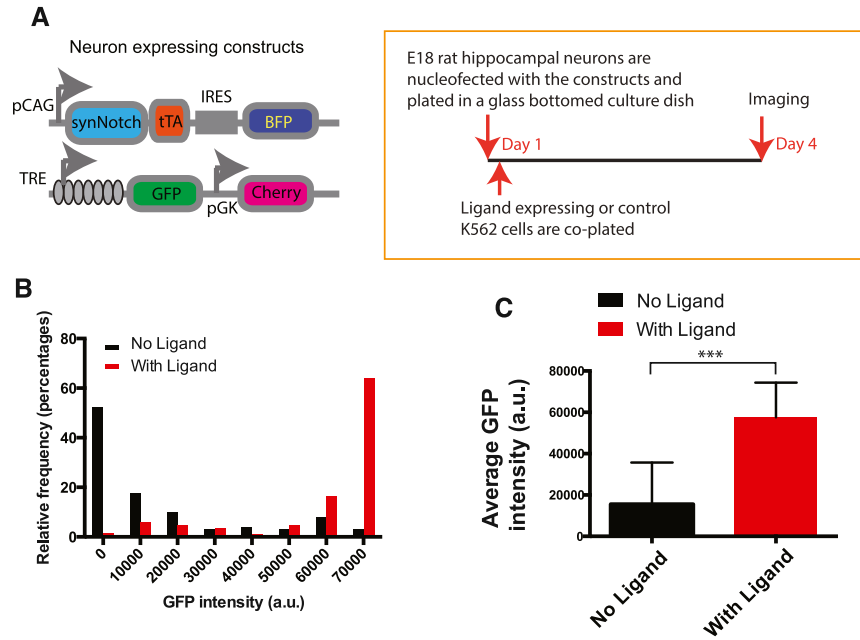 A
Neuron expressing constructs
pCAG
synNotch
tTA
IRES
BFP
TRE
GFP
pGK
Cherry
E18 rat hippocampal neurons are
nucleofected with the constructs and
plated in a glass bottomed culture dish
Imaging
Day 1
Day 4
Ligand expressing or control
K562 cells are co-plated
B
No Ligand
With Ligand
Relative frequency (percentages)
80
60
40
20
0
0
10000
20000
30000
40000
50000
60000
70000
GFP intensity (a.u.)
C
No Ligand
With Ligand
***
Average GFP
intensity (a.u.)
80000
60000
40000
20000
0
No Ligand
With Ligand